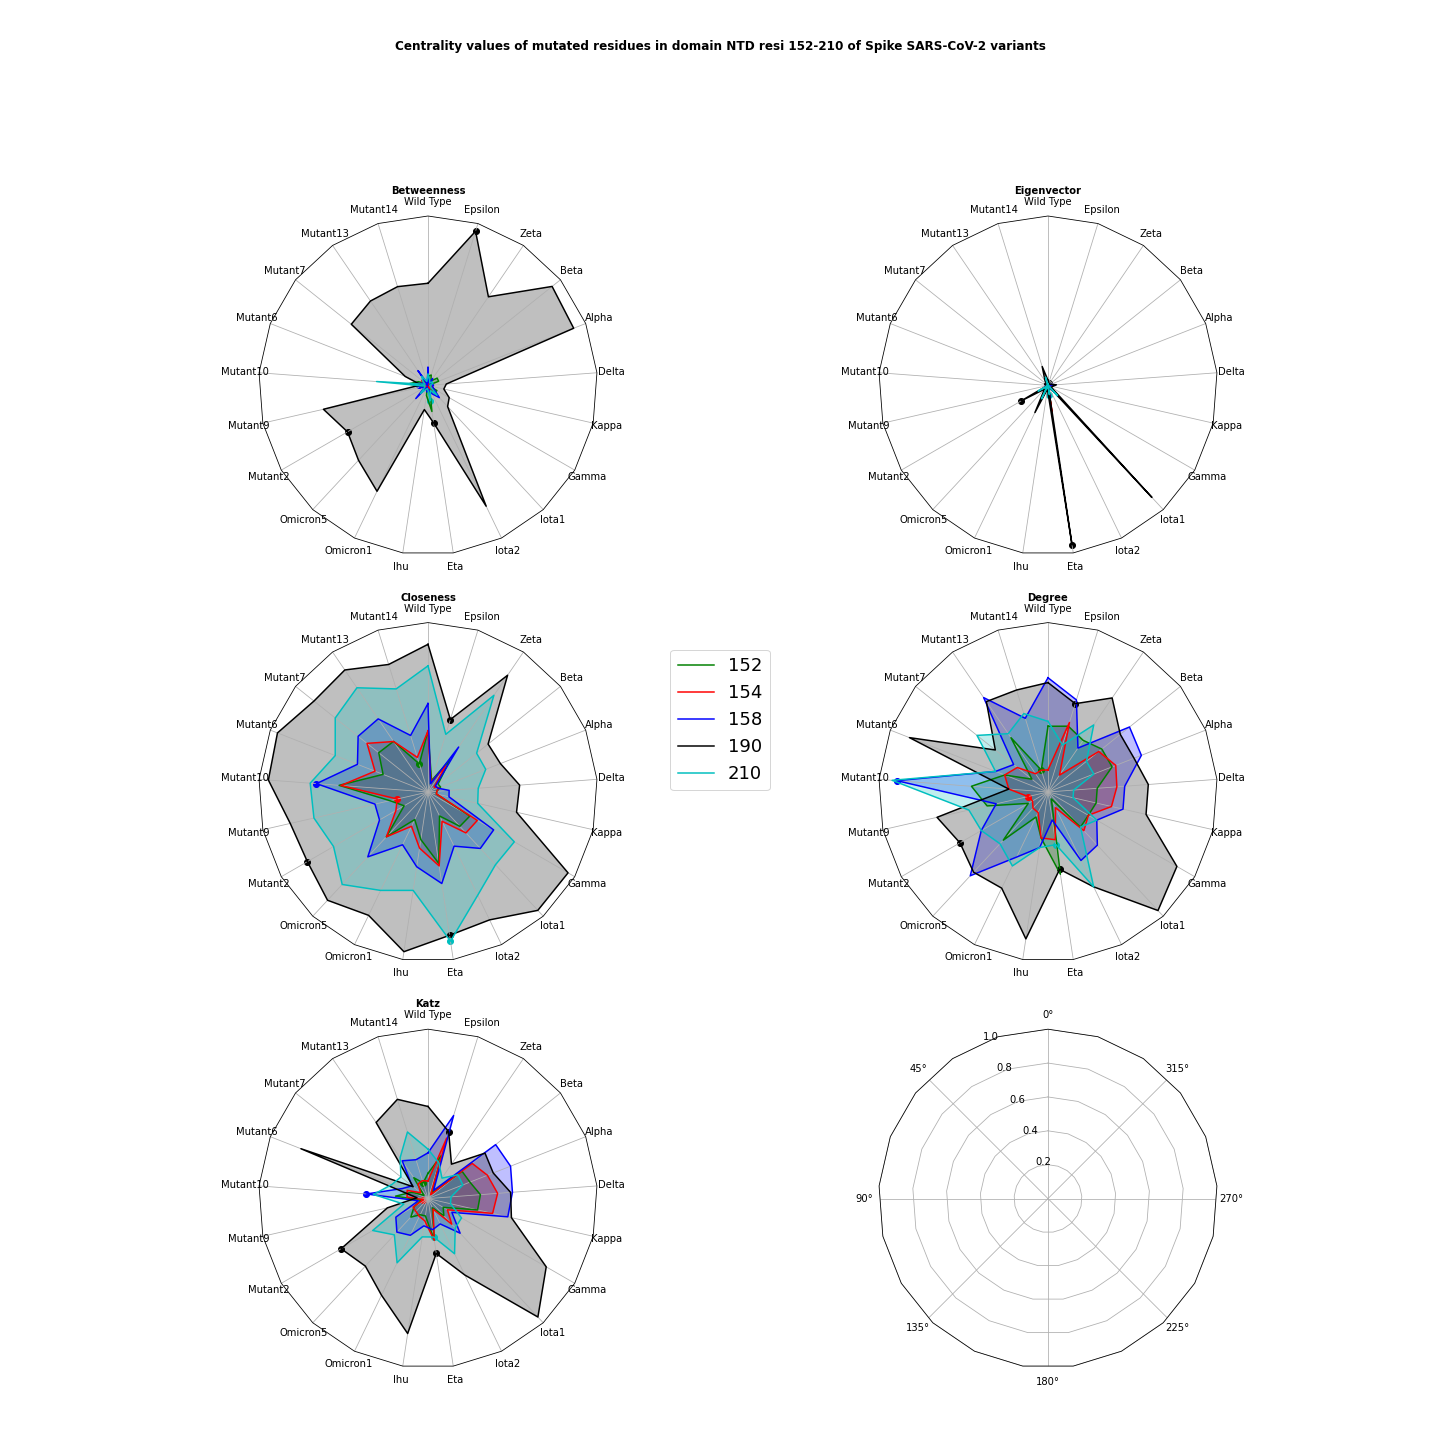 Centrality values of mutated residues in domain NTD resi 152-210 of Spike SARS-CoV-2 variants
Betweenness
Wild Type
Mutant14
Epsilon
Mutant13
Zeta
Mutant7
Beta
Mutant6
Alpha
Mutant10
Delta
Mutant9
Kappa
Mutant2
Gamma
Omicron5
Iota1
Omicron1
Iota2
Ihu
Eta
Eigenvector
Wild Type
Mutant14
Epsilon
Mutant13
Zeta
Mutant7
Beta
Mutant6
Alpha
Mutant10
Delta
Mutant9
Kappa
Mutant2
Gamma
Omicron5
Iota1
Omicron1
Iota2
Ihu
Eta
Closeness
Wild Type
Mutant14
Epsilon
Mutant13
Zeta
Mutant7
Beta
Mutant6
Alpha
Mutant10
Delta
Mutant9
Kappa
Mutant2
Gamma
Omicron5
Iota1
Omicron1
Iota2
Ihu
Eta
152
154
158
190
210
Degree
Wild Type
Mutant14
Epsilon
Mutant13
Zeta
Mutant7
Beta
Mutant6
Alpha
Mutant10
Delta
Mutant9
Kappa
Mutant2
Gamma
Omicron5
Iota1
Omicron1
Iota2
Ihu
Eta
Katz
Wild Type
Mutant14
Epsilon
Mutant13
Zeta
Mutant7
Beta
Mutant6
Alpha
Mutant10
Delta
Mutant9
Kappa
Mutant2
Gamma
Omicron5
Iota1
Omicron1
Iota2
Ihu
Eta
0°
1.0
45°
0.8
315°
0.6
0.4
0.2
90°
270°
135°
225°
180°